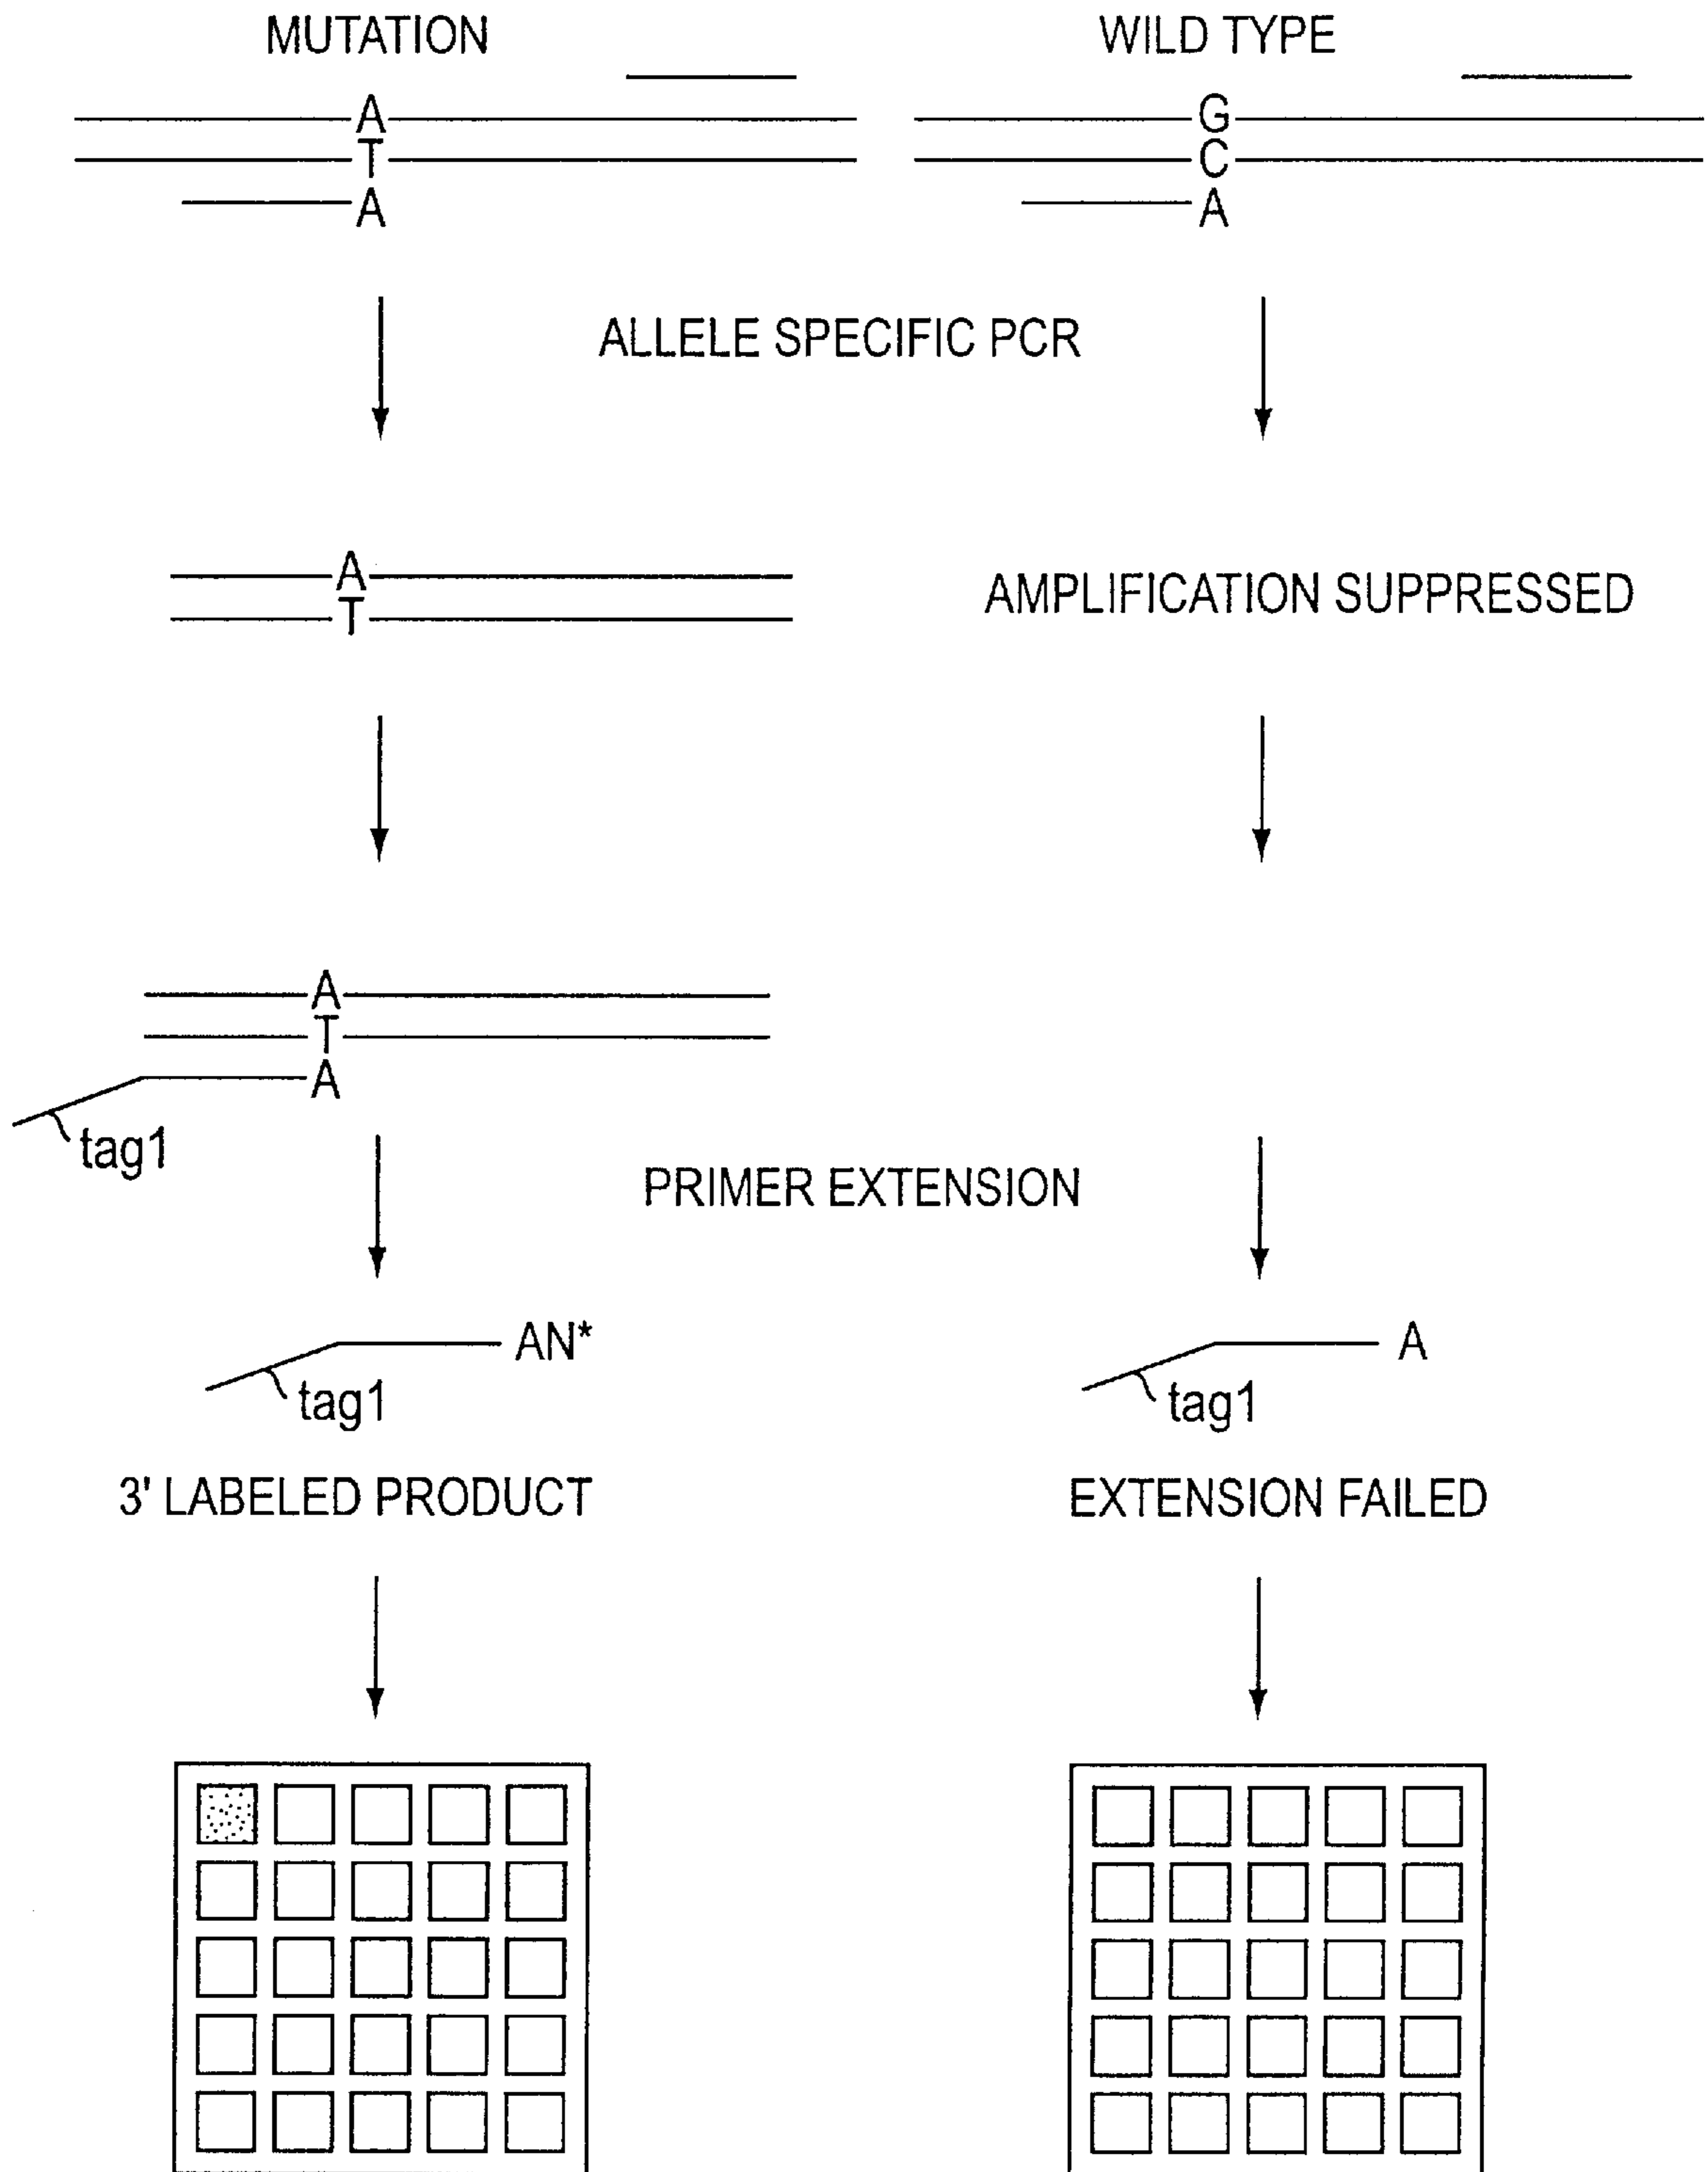 MUTATION WILD TYPE
A G
T C
A A
ALLELE SPECIFIC PCR
A
T
AMPLIFICATION SUPPRESSED
A
T
A
tag1
PRIMER EXTENSION
AN* A
tag1 tag1
3' LABELED PRODUCT EXTENSION FAILED